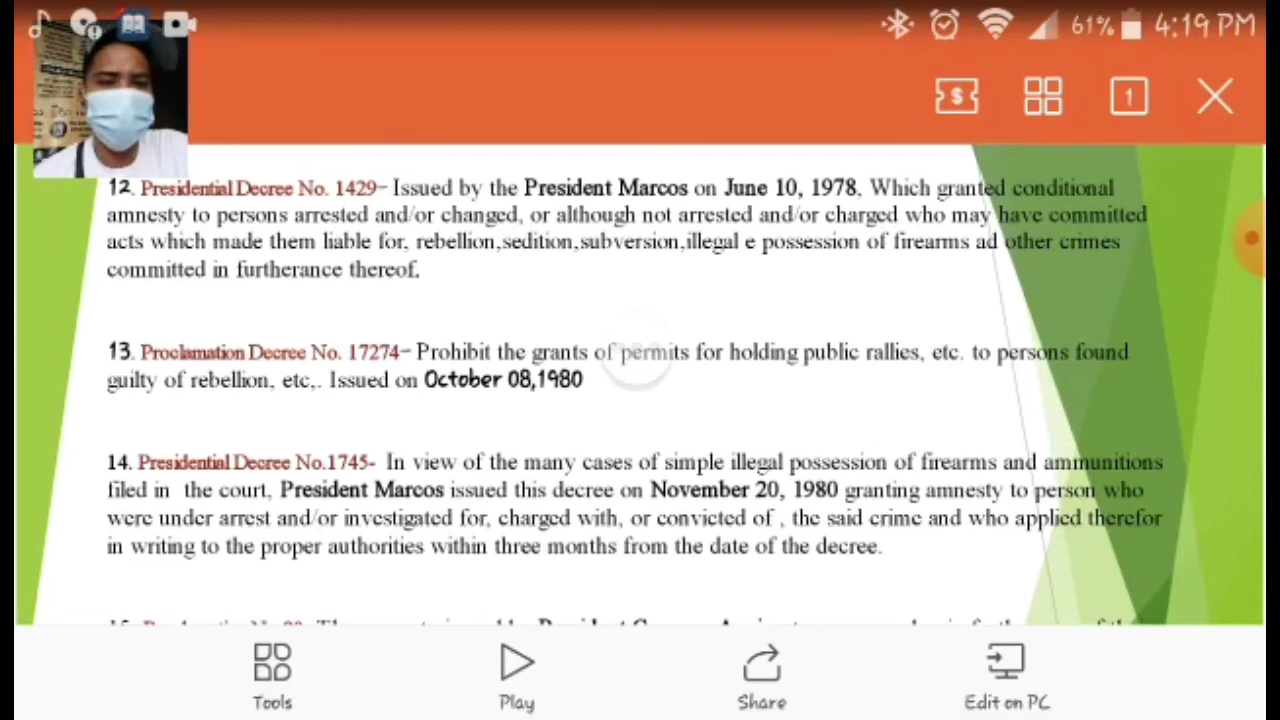 61% 4:19 PM
1
12. Presidential Decree No. 1429– Issued by the President Marcos on June 10, 1978, Which granted conditional
amnesty to persons arrested and/or changed, or although not arrested and/or charged who may have committed
acts which made them liable for, rebellion,sedition,subversion,illegal e possession of firearms ad other crimes
committed in furtherance thereof.
13. Proclamation Decree No. 17274– Prohibit the grants of permits for holding public rallies, etc. to persons found
guilty of rebellion, etc,. Issued on October 08,1980
14. Presidential Decree No.1745- In view of the many cases of simple illegal possession of firearms and ammunitions
filed in the court, President Marcos issued this decree on November 20, 1980 granting amnesty to person who
were under arrest and/or investigated for, charged with, or convicted of , the said crime and who applied therefor
in writing to the proper authorities within three months from the date of the decree.
Tools Play Share Edit on PC